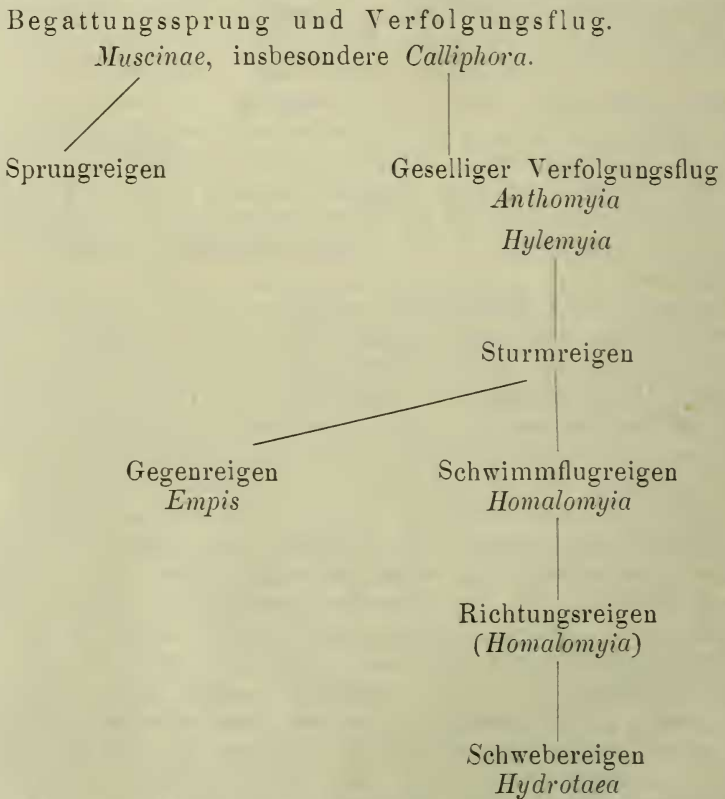 Begattungssprung und Verfolgungsflug.
Muscinae, insbesondere Calliphora.
Sprungreigen
Geselliger Verfolgungsflug
Anthomyia
Hylemyia
Sturmreigen
Gegenreigen
Empis
Schwimmflugreigen
Homalomyia
Richtungsreigen
(Homalomyia)
Schwebereigen
Hydrotaea